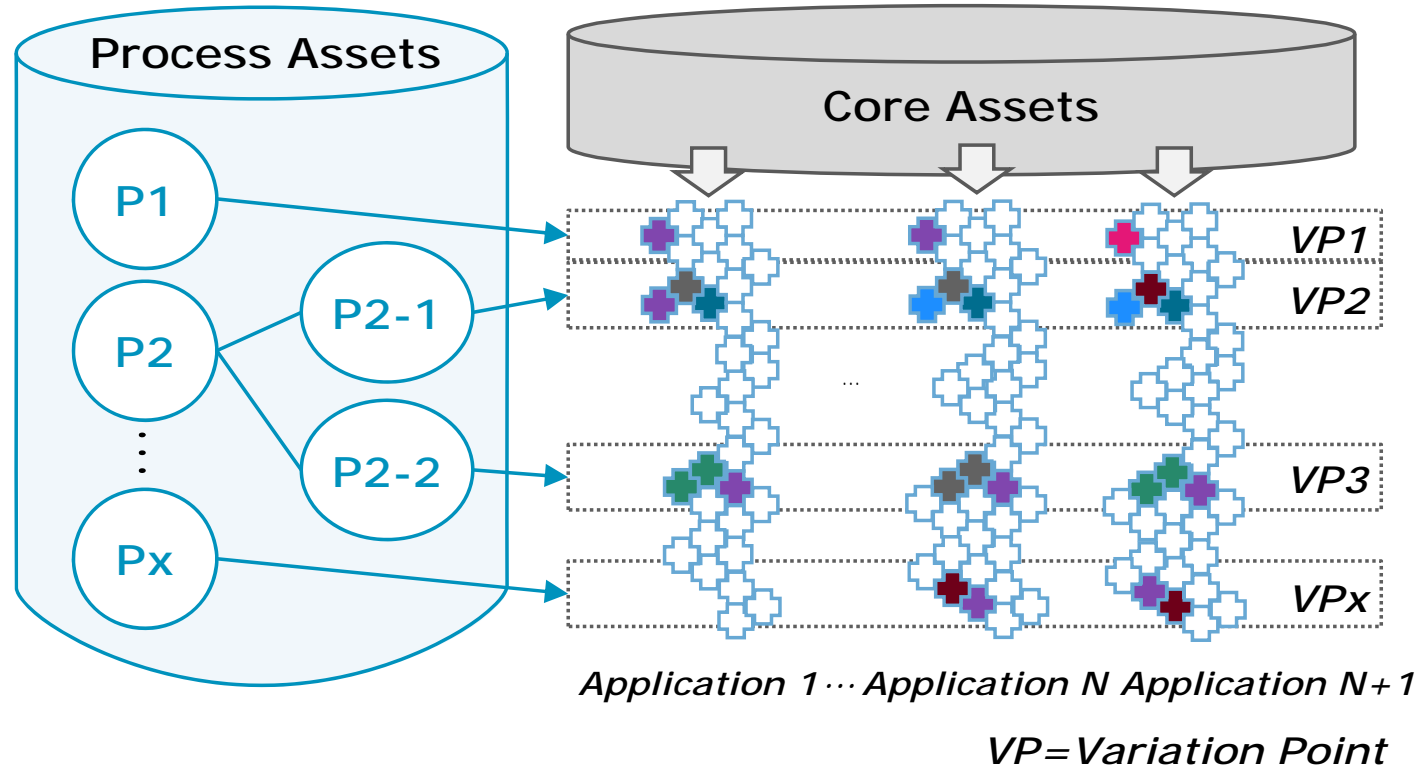 Process Assets
Core Assets
P1
P2
P2-1
P2-2
⋮
Px
VP1
VP2
...
VP3
VPx
Application 1 ··· Application N Application N+1
VP=Variation Point